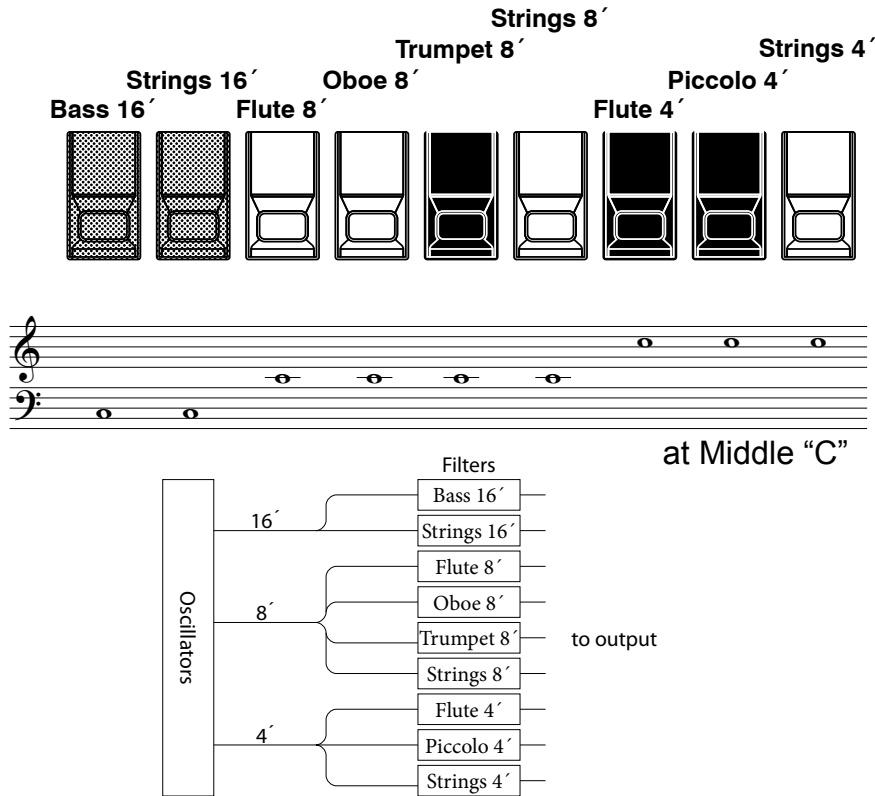 Strings 8´
Trumpet 8´ Strings 4´
Strings 16´ Oboe 8´ Piccolo 4´
Bass 16´ Flute 8´ Flute 4´
at Middle “C”
Filters
Oscillators
16´
8´
4´
Bass 16´
Strings 16´
Flute 8´
Oboe 8´
Trumpet 8´
Strings 8´
Flute 4´
Piccolo 4´
Strings 4´
to output